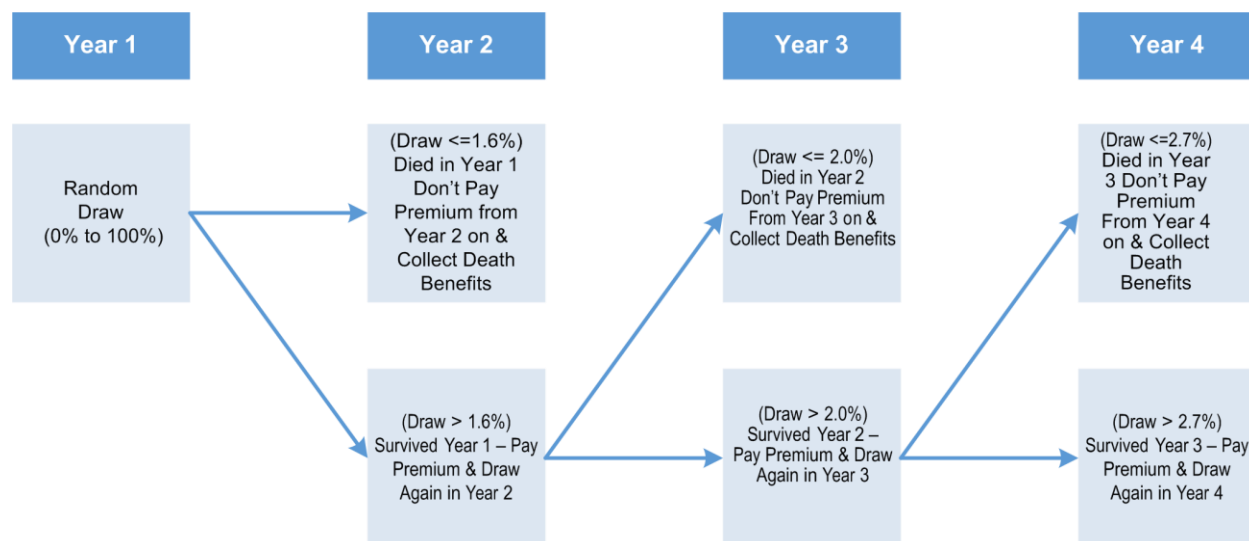 Year 1
Year 2
Year 3
Year 4
Random
Draw
(0% to 100%)
(Draw <=1.6%)
Died in Year 1
Don’t Pay
Premium from
Year 2 on &
Collect Death
Benefits
(Draw <= 2.0%)
Died in Year 2
Don’t Pay Premium
From Year 3 on &
Collect Death Benefits
(Draw <=2.7%)
Died in Year
3 Don’t Pay
Premium
From Year 4
on & Collect
Death
Benefits
(Draw > 1.6%)
Survived Year 1 – Pay
Premium & Draw
Again in Year 2
(Draw > 2.0%)
Survived Year 2 –
Pay Premium & Draw
Again in Year 3
(Draw > 2.7%)
Survived Year 3 – Pay
Premium & Draw
Again in Year 4